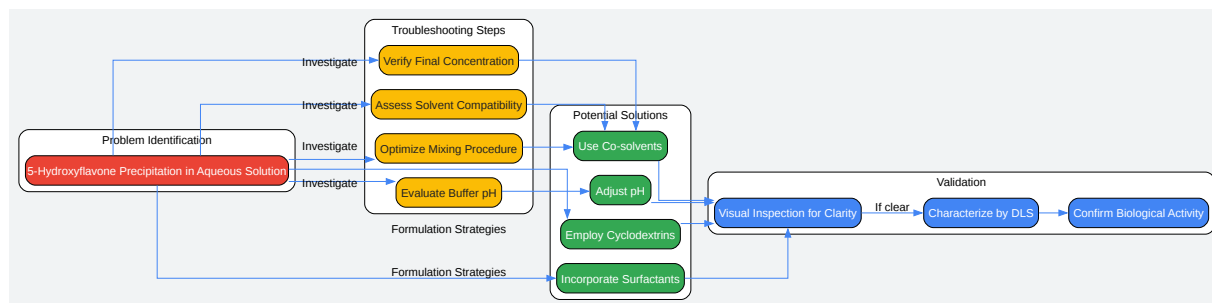 Troubleshooting Steps
Verify Final Concentration
Investigate
Assess Solvent Compatibility
Investigate
Potential Solutions
Problem Identification
Optimize Mixing Procedure
Investigate
Use Co-solvents
5-Hydroxyflavone Precipitation in Aqueous Solution
Investigate
Evaluate Buffer pH
Adjust pH
Validation
Visual Inspection for Clarity
If clear
Characterize by DLS
Confirm Biological Activity
Formulation Strategies
Employ Cyclodextrins
Formulation Strategies
Incorporate Surfactants